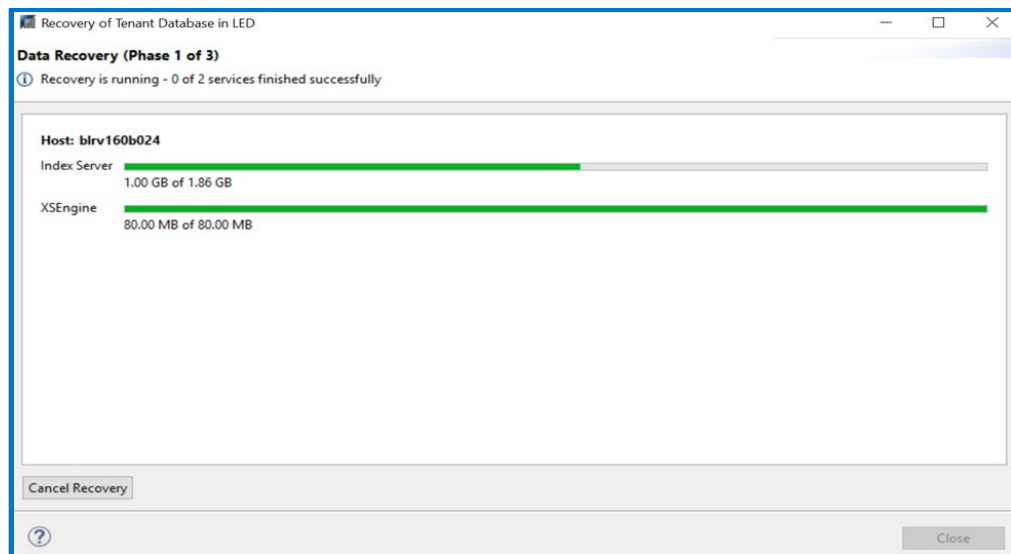 Recovery of Tenant Database in LED
Data Recovery (Phase 1 of 3)
Recovery is running - 0 of 2 services finished successfully
Host: blrv160b024
Index Server
1.00 GB of 1.86 GB
XSEngine
80.00 MB of 80.00 MB
Cancel Recovery
?
Close